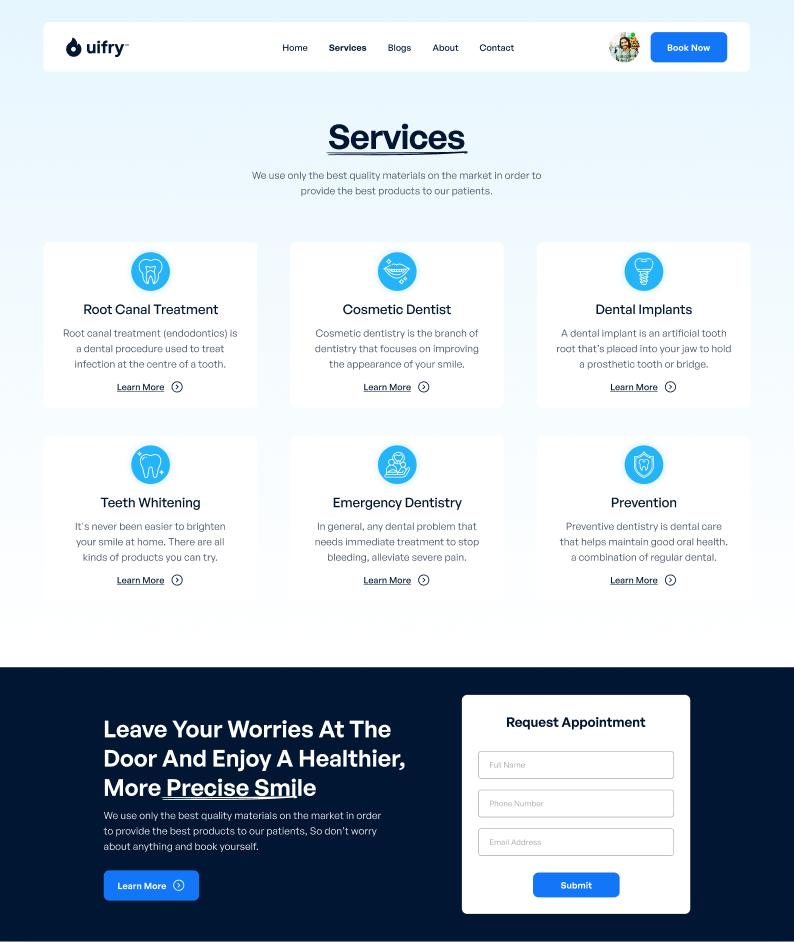 uifry™
Home Services Blogs About Contact
Book Now
Services
We use only the best quality materials on the market in order to
provide the best products to our patients.
Root Canal Treatment
Root canal treatment (endodontics) is
a dental procedure used to treat
infection at the centre of a tooth.
Learn More
Cosmetic Dentist
Cosmetic dentistry is the branch of
dentistry that focuses on improving
the appearance of your smile.
Learn More
Dental Implants
A dental implant is an artificial tooth
root that’s placed into your jaw to hold
a prosthetic tooth or bridge.
Learn More
Teeth Whitening
It's never been easier to brighten
your smile at home. There are all
kinds of products you can try.
Learn More
Emergency Dentistry
In general, any dental problem that
needs immediate treatment to stop
bleeding, alleviate severe pain.
Learn More
Prevention
Preventive dentistry is dental care
that helps maintain good oral health.
a combination of regular dental.
Learn More
Leave Your Worries At The
Door And Enjoy A Healthier,
More Precise Smile
We use only the best quality materials on the market in order
to provide the best products to our patients, So don’t worry
about anything and book yourself.
Learn More
Request Appointment
Full Name
Phone Number
Email Address
Submit